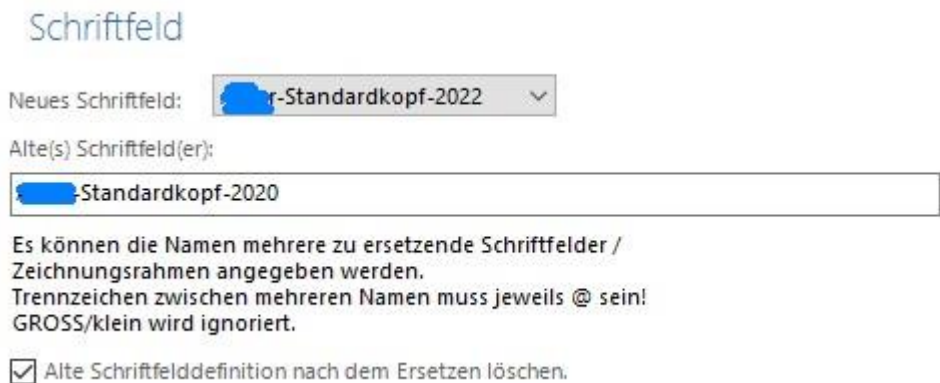 Schriftfeld
Neues Schriftfeld: r-Standardkopf-2022
Alte(s) Schriftfeld(er):
-Standardkopf-2020
Es können die Namen mehrere zu ersetzende Schriftfelder /
Zeichnungsrahmen angegeben werden.
Trennzeichen zwischen mehreren Namen muss jeweils @ sein!
GROSS/klein wird ignoriert.
Alte Schriftfelddefinition nach dem Ersetzen löschen.